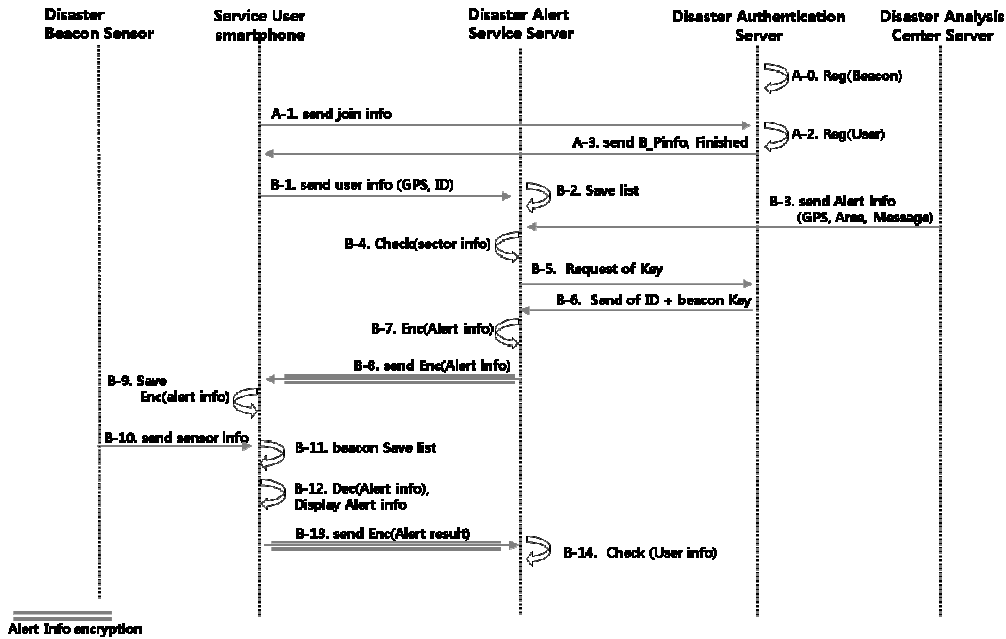 Disaster
Beacon Sensor
Service User
smartphone
Disaster Alert
Service Server
Disaster Authentication
Server
Disaster Analysis
Center Server
A-0. Reg(Beacon)
A-1. send join info
A-2. Reg(User)
A-3. send B_Pinfo, Finished
B-1. send user info (GPS, ID)
B-2. Save list
B-3. send Alert Info
(GPS, Area, Message)
B-4. Check(sector info)
B-5. Request of Key
B-6. Send of ID + beacon Key
B-7. Enc(Alert info)
B-8. send Enc(Alert Info)
B-9. Save
Enc(alert info)
B-10. send sensor info
B-11. beacon Save list
B-12. Dec(Alert info),
Display Alert info
B-13. send Enc(Alert result)
B-14. Check (User info)
Alert Info encryption